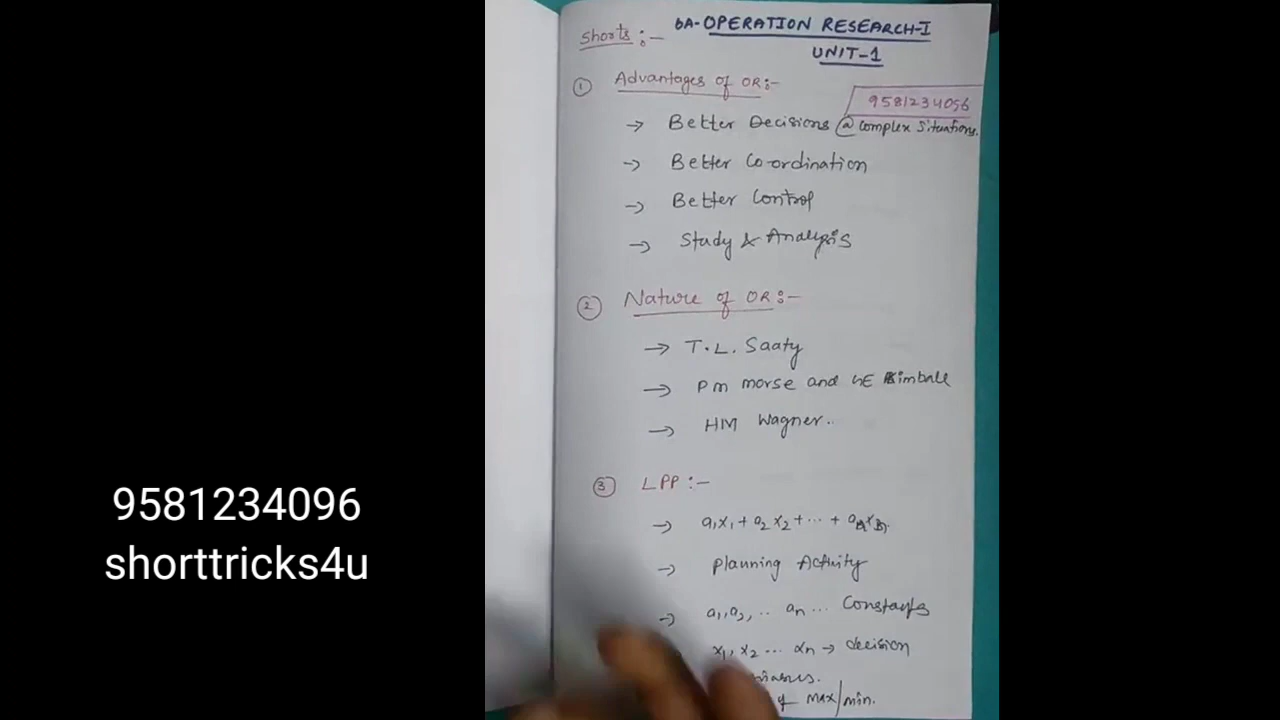 6A-OPERATION RESEARCH-I
Shorts:-
UNIT-1
① Advantages of OR:-
9581234096
→ Better Decisions @ Complex Situations.
→ Better Co-ordination
→ Better Control
→ Study & Analysis
② Nature of OR:-
→ T.L. Saaty
→ PM morse and GE Kimball
→ HM Wagner..
③ LPP:-
→ a₁x₁ + a₂x₂ + ... + aₙxₙ.
→ Planning Activity
→ a₁, a₂, .. aₙ ... Constants
x₁, x₂ ... xₙ → decision
max/min.
9581234096
shorttricks4u